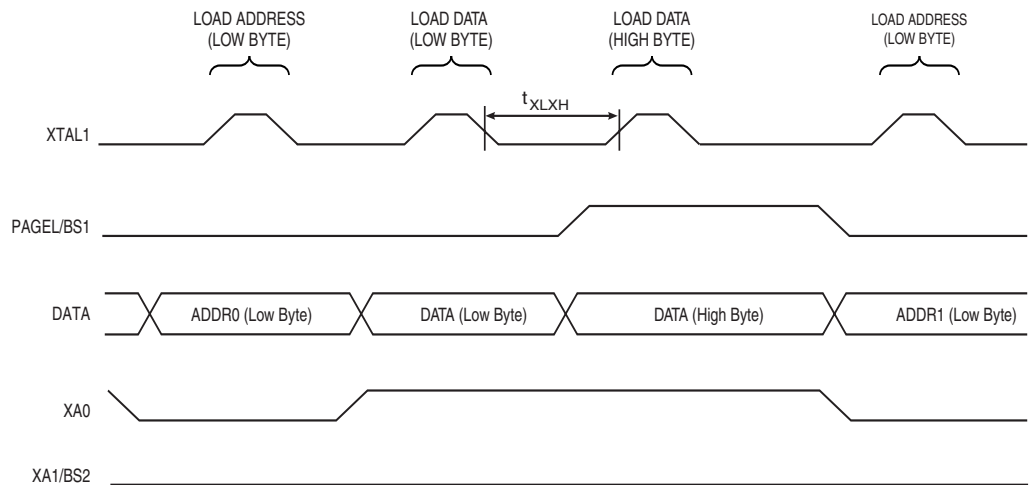 LOAD ADDRESS
(LOW BYTE)
LOAD DATA
(LOW BYTE)
LOAD DATA
(HIGH BYTE)
LOAD ADDRESS
(LOW BYTE)
tXLXH
XTAL1
PAGEL/BS1
DATA
ADDR0 (Low Byte)
DATA (Low Byte)
DATA (High Byte)
ADDR1 (Low Byte)
XA0
XA1/BS2